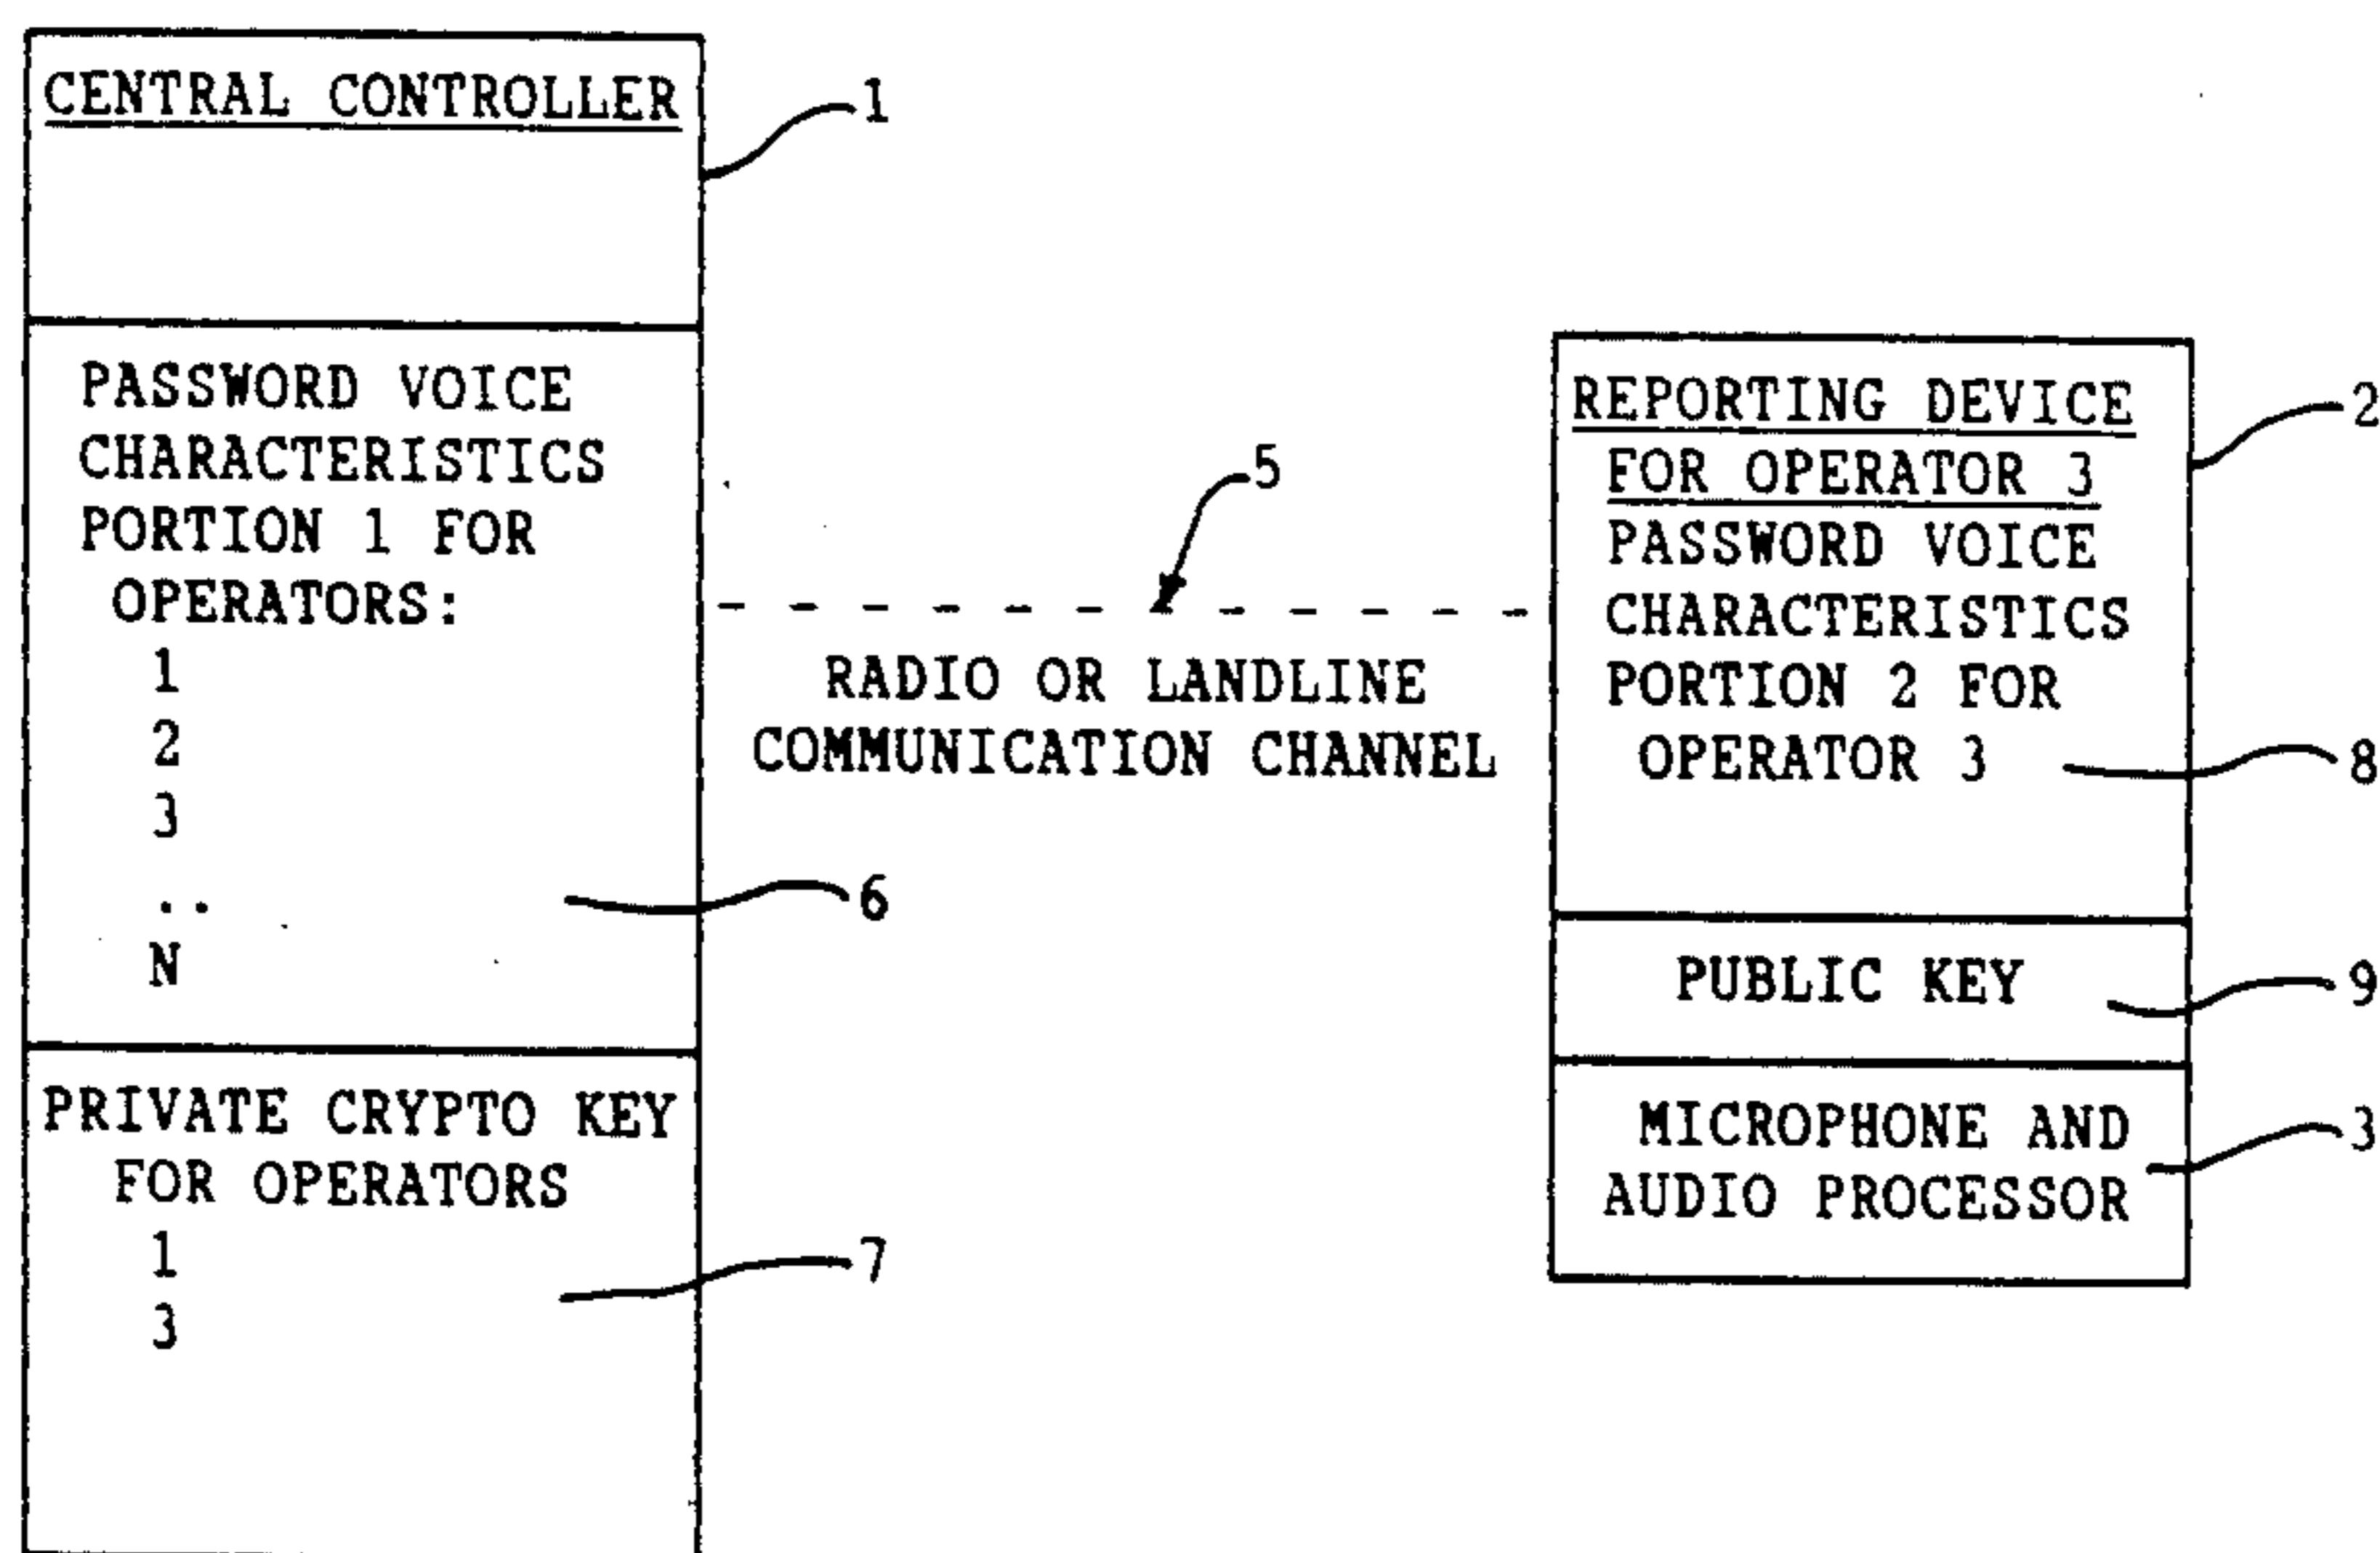 CENTRAL CONTROLLER
1
PASSWORD VOICE
CHARACTERISTICS
PORTION 1 FOR
OPERATORS:
1
2
3
..
N
6
PRIVATE CRYPTO KEY
FOR OPERATORS
1
3
7
5
RADIO OR LANDLINE
COMMUNICATION CHANNEL
REPORTING DEVICE
FOR OPERATOR 3
2
PASSWORD VOICE
CHARACTERISTICS
PORTION 2 FOR
OPERATOR 3
8
PUBLIC KEY
9
MICROPHONE AND
AUDIO PROCESSOR
3